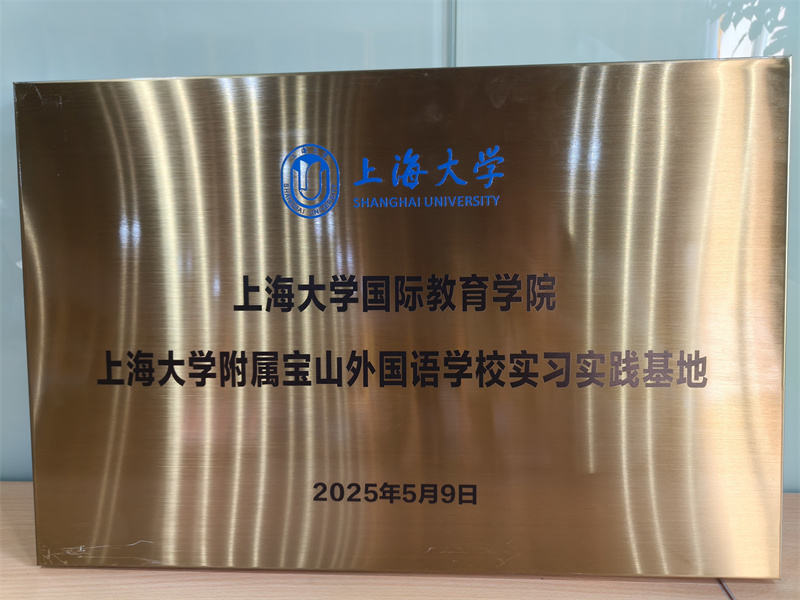 上海大学
SHANGHAI UNIVERSITY
上海大学国际教育学院
上海大学附属宝山外国语学校实习实践基地
2025年5月9日